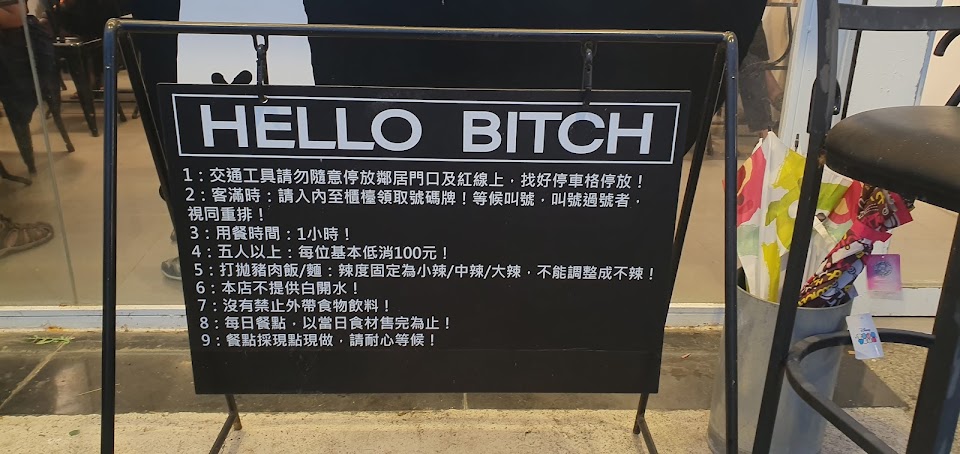 HELLO BITCH
1：交通工具請勿隨意停放鄰居門口及紅線上，找好停車格停放！
2：客滿時：請入內至櫃檯領取號碼牌！等候叫號，叫號過號者，
視同重排！
3：用餐時間：1小時！
4：五人以上：每位基本低消100元！
5：打拋豬肉飯/麵：辣度固定為小辣/中辣/大辣，不能調整成不辣！
6：本店不提供白開水！
7：沒有禁止外帶食物飲料！
8：每日餐點，以當日食材售完為止！
9：餐點採現點現做，請耐心等候！